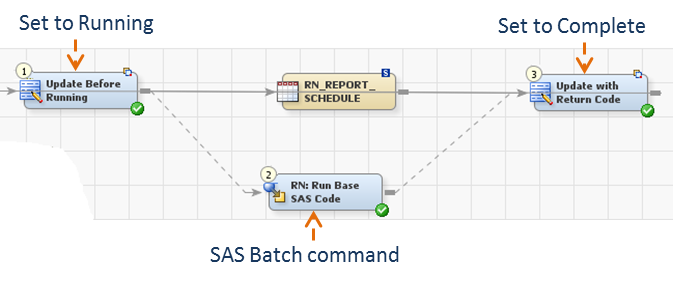 Set to Running
Set to Complete
1
Update Before
Running
S
RN_REPORT_
SCHEDULE
3
Update with
Return Code
2
RN: Run Base
SAS Code
SAS Batch command